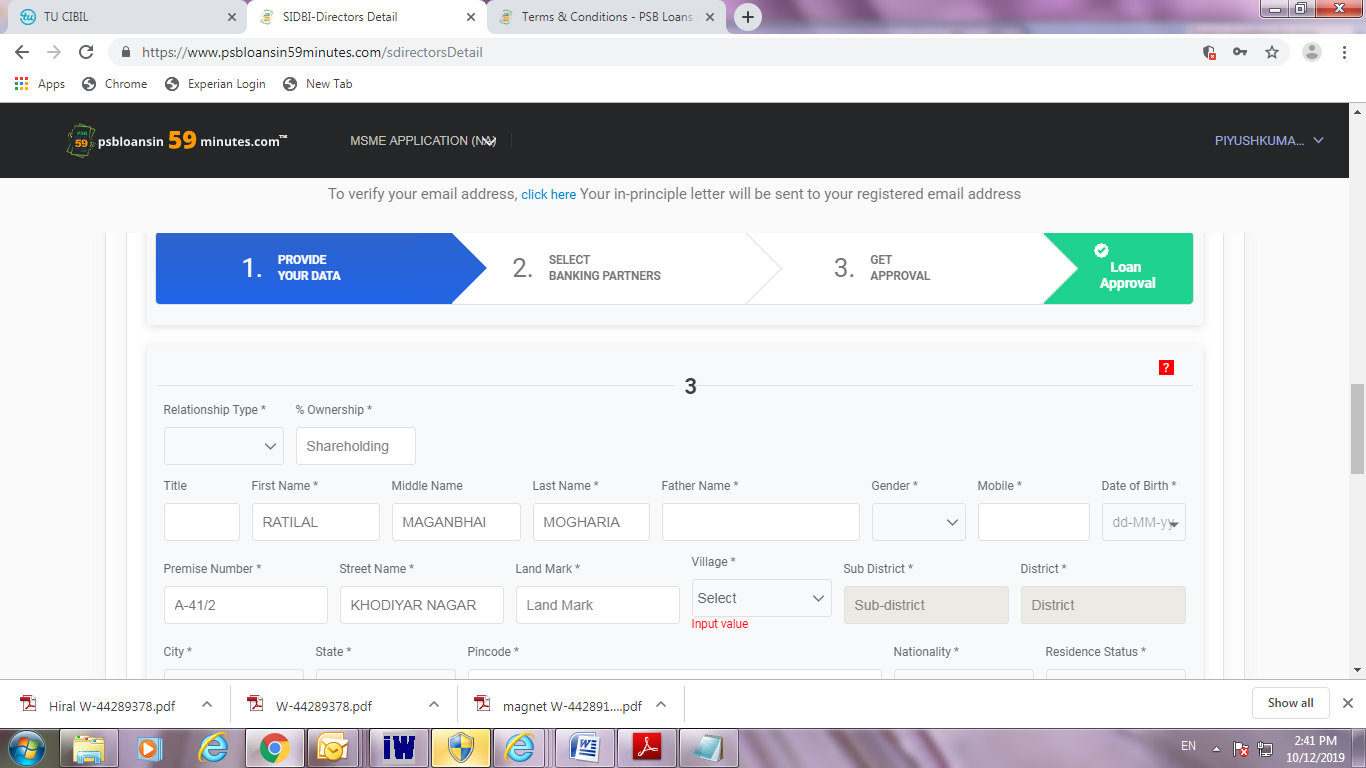 TU CIBIL
SIDBI-Directors Detail
Terms & Conditions - PSB Loans
https://www.psbloansin59minutes.com/sdirectorsDetail
Apps
Chrome
Experian Login
New Tab
PSB
59
psbloansin 59 minutes.com™
MSME APPLICATION
PIYUSHKUMA...
To verify your email address, click here Your in-principle letter will be sent to your registered email address
1. PROVIDE
YOUR DATA
2. SELECT
BANKING PARTNERS
3. GET
APPROVAL
Loan
Approval
?
3
Relationship Type * % Ownership *
Shareholding
Title First Name * Middle Name Last Name * Father Name * Gender * Mobile * Date of Birth *
RATILAL MAGANBHAI MOGHARIA dd-MM-yy
Premise Number * Street Name * Land Mark * Village * Sub District * District *
A-41/2 KHODIYAR NAGAR Land Mark Select Sub-district District
Input value
City * State * Pincode * Nationality * Residence Status *
Hiral W-44289378.pdf
W-44289378.pdf
magnet W-442891....pdf
Show all
iW
W
EN
2:41 PM
10/12/2019